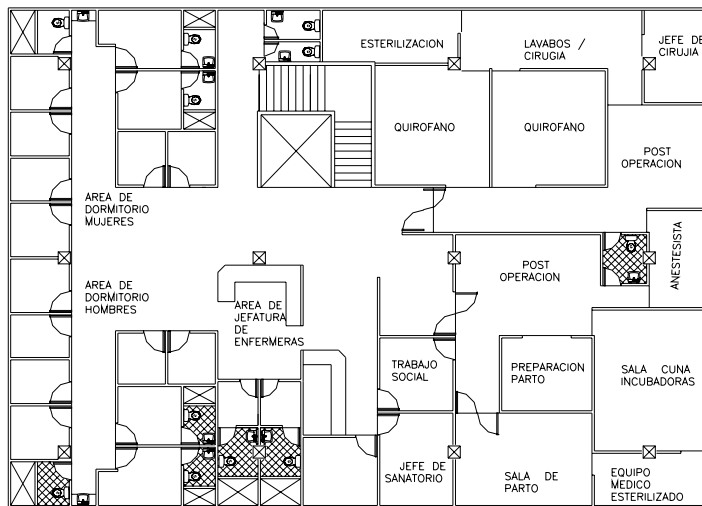 ESTERILIZACION
LAVABOS /
CIRUGIA
JEFE DE
CIRUJIA
QUIROFANO
QUIROFANO
POST
OPERACION
AREA DE
DORMITORIO
MUJERES
ANESTESISTA
POST
OPERACION
AREA DE
DORMITORIO
HOMBRES
AREA DE
JEFATURA
DE
ENFERMERAS
TRABAJO
SOCIAL
PREPARACION
PARTO
SALA CUNA
INCUBADORAS
JEFE DE
SANATORIO
SALA DE
PARTO
EQUIPO
MEDICO
ESTERILIZADO